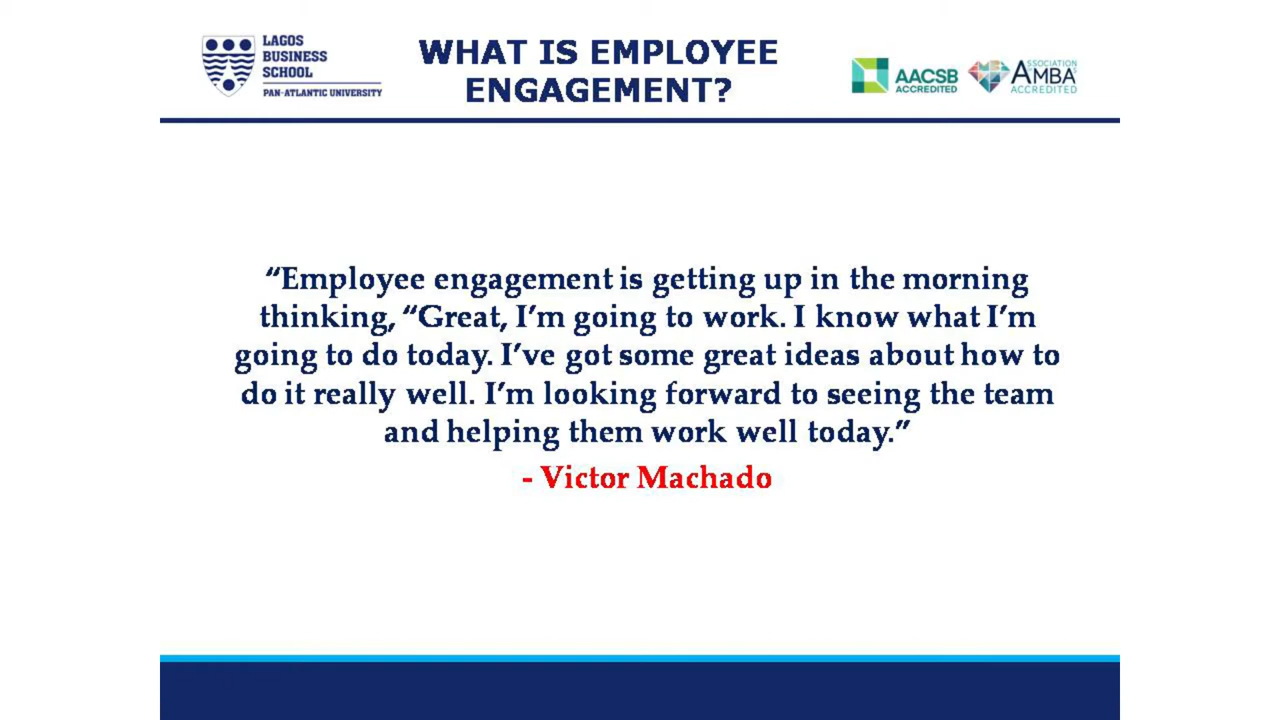 LAGOS
BUSINESS
SCHOOL
PAN-ATLANTIC UNIVERSITY
WHAT IS EMPLOYEE
ENGAGEMENT?
AACSB
ACCREDITED
ASSOCIATION
AMBA'S
ACCREDITED
“Employee engagement is getting up in the morning
thinking, “Great, I’m going to work. I know what I’m
going to do today. I’ve got some great ideas about how to
do it really well. I’m looking forward to seeing the team
and helping them work well today.”
- Victor Machado